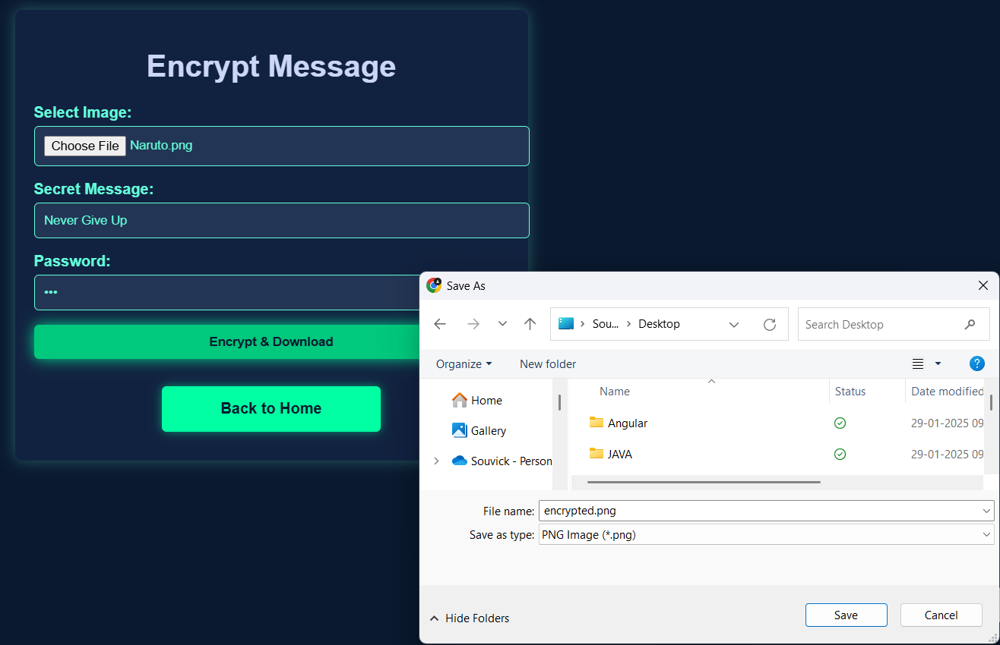 Encrypt Message
Select Image:
Choose File Naruto.png
Secret Message:
Never Give Up
Password:
•••
Encrypt & Download
Back to Home
Save As
Sou... › Desktop
Search Desktop
Organize
New folder
?
Name Status Date modified
Home
Gallery
Souvick - Person
Angular 29-01-2025 09
JAVA 29-01-2025 09
File name: encrypted.png
Save as type: PNG Image (*.png)
Hide Folders
Save
Cancel